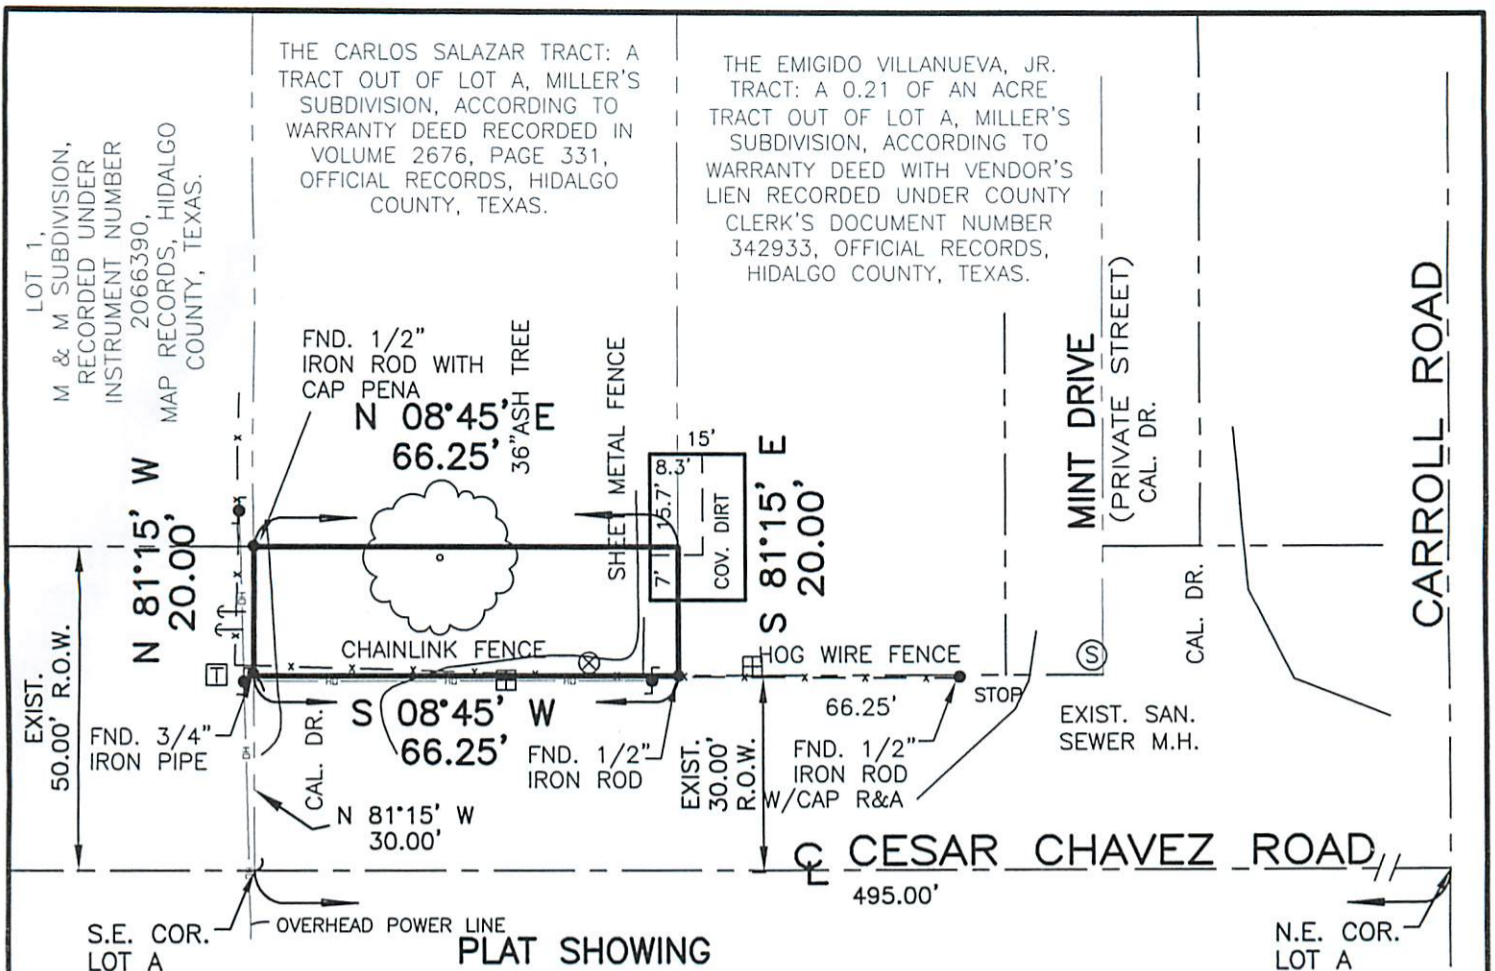 THE CARLOS SALAZAR TRACT: A
TRACT OUT OF LOT A, MILLER'S
SUBDIVISION, ACCORDING TO
WARRANTY DEED RECORDED IN
VOLUME 2676, PAGE 331,
OFFICIAL RECORDS, HIDALGO
COUNTY, TEXAS.
THE EMIGIDO VILLANUEVA, JR.
TRACT: A 0.21 OF AN ACRE
TRACT OUT OF LOT A, MILLER'S
SUBDIVISION, ACCORDING TO
WARRANTY DEED WITH VENDOR'S
LIEN RECORDED UNDER COUNTY
CLERK'S DOCUMENT NUMBER
342933, OFFICIAL RECORDS,
HIDALGO COUNTY, TEXAS.
LOT 1,
M & M SUBDIVISION,
RECORDED UNDER
INSTRUMENT NUMBER
2066390,
MAP RECORDS, HIDALGO
COUNTY, TEXAS.
FND. 1/2"
IRON ROD WITH
CAP PENA
N 08°45' E
66.25'
36"ASH TREE
SHEET METAL FENCE
15'
8.3'
15.7'
7'
COV. DIRT
S 81°15' E
20.00'
MINT DRIVE
(PRIVATE STREET)
CAL. DR.
CAL. DR.
CARROLL ROAD
N 81°15' W
20.00'
EXIST.
50.00' R.O.W.
T
CHAINLINK FENCE
HOG WIRE FENCE
S
STOP
EXIST. SAN.
SEWER M.H.
FND. 3/4"
IRON PIPE
CAL. DR.
S 08°45' W
66.25'
FND. 1/2"
IRON ROD
EXIST.
30.00'
R.O.W.
66.25'
FND. 1/2"
IRON ROD
W/CAP R&A
N 81°15' W
30.00'
CL CESAR CHAVEZ ROAD
495.00'
S.E. COR.
LOT A
OVERHEAD POWER LINE
PLAT SHOWING
N.E. COR.
LOT A